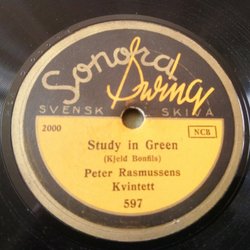 Sonora
Swing
SVENSK SKIVA
2000 NCB
Study in Green
(Kjeld Bonfils)
Peter Rasmussens
Kvintett
597